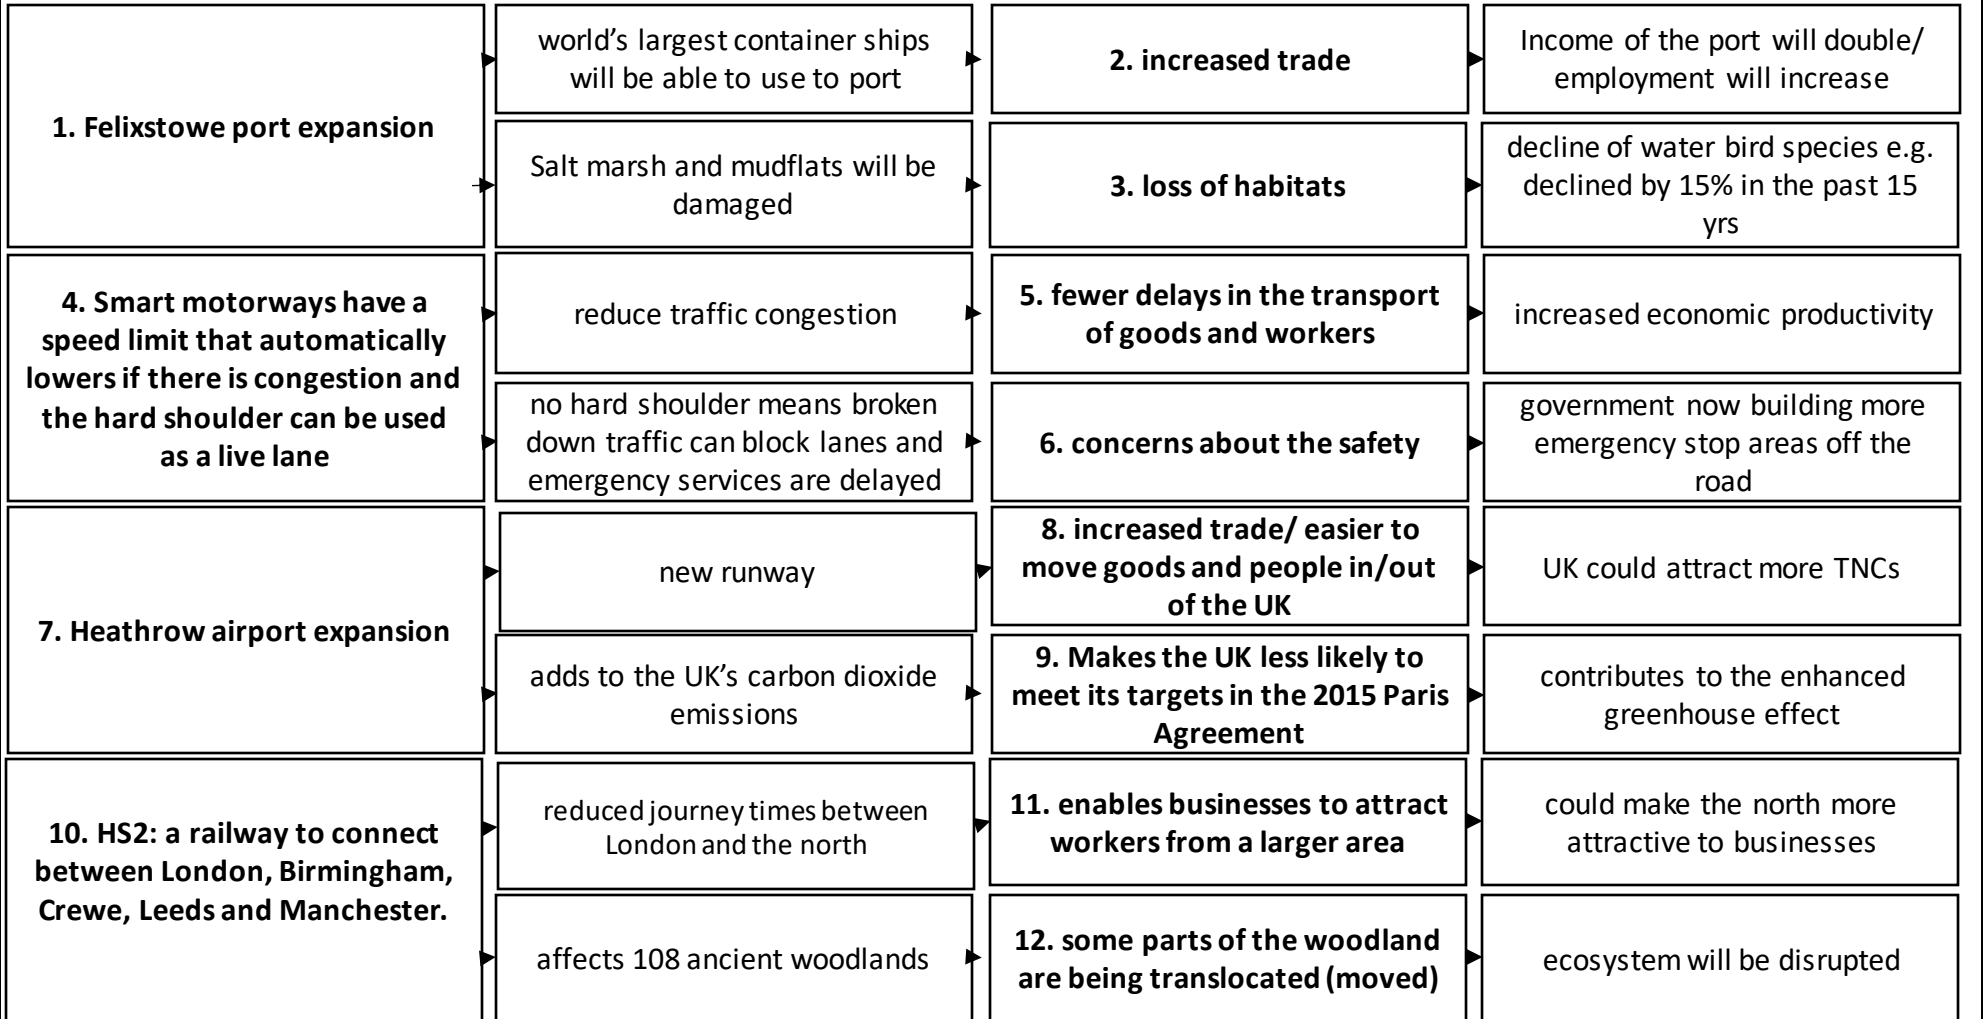 1. Felixstowe port expansion
world's largest container ships
will be able to use to port
2. increased trade
Income of the port will double/
employment will increase
Salt marsh and mudflats will be
damaged
3. loss of habitats
decline of water bird species e.g.
declined by 15% in the past 15
yrs
4. Smart motorways have a
speed limit that automatically
lowers if there is congestion and
the hard shoulder can be used
as a live lane
reduce traffic congestion
5. fewer delays in the transport
of goods and workers
increased economic productivity
no hard shoulder means broken
down traffic can block lanes and
emergency services are delayed
6. concerns about the safety
government now building more
emergency stop areas off the
road
7. Heathrow airport expansion
new runway
8. increased trade/ easier to
move goods and people in/out
of the UK
UK could attract more TNCs
adds to the UK's carbon dioxide
emissions
9. Makes the UK less likely to
meet its targets in the 2015 Paris
Agreement
contributes to the enhanced
greenhouse effect
10. HS2: a railway to connect
between London, Birmingham,
Crewe, Leeds and Manchester.
reduced journey times between
London and the north
11. enables businesses to attract
workers from a larger area
could make the north more
attractive to businesses
affects 108 ancient woodlands
12. some parts of the woodland
are being translocated (moved)
ecosystem will be disrupted